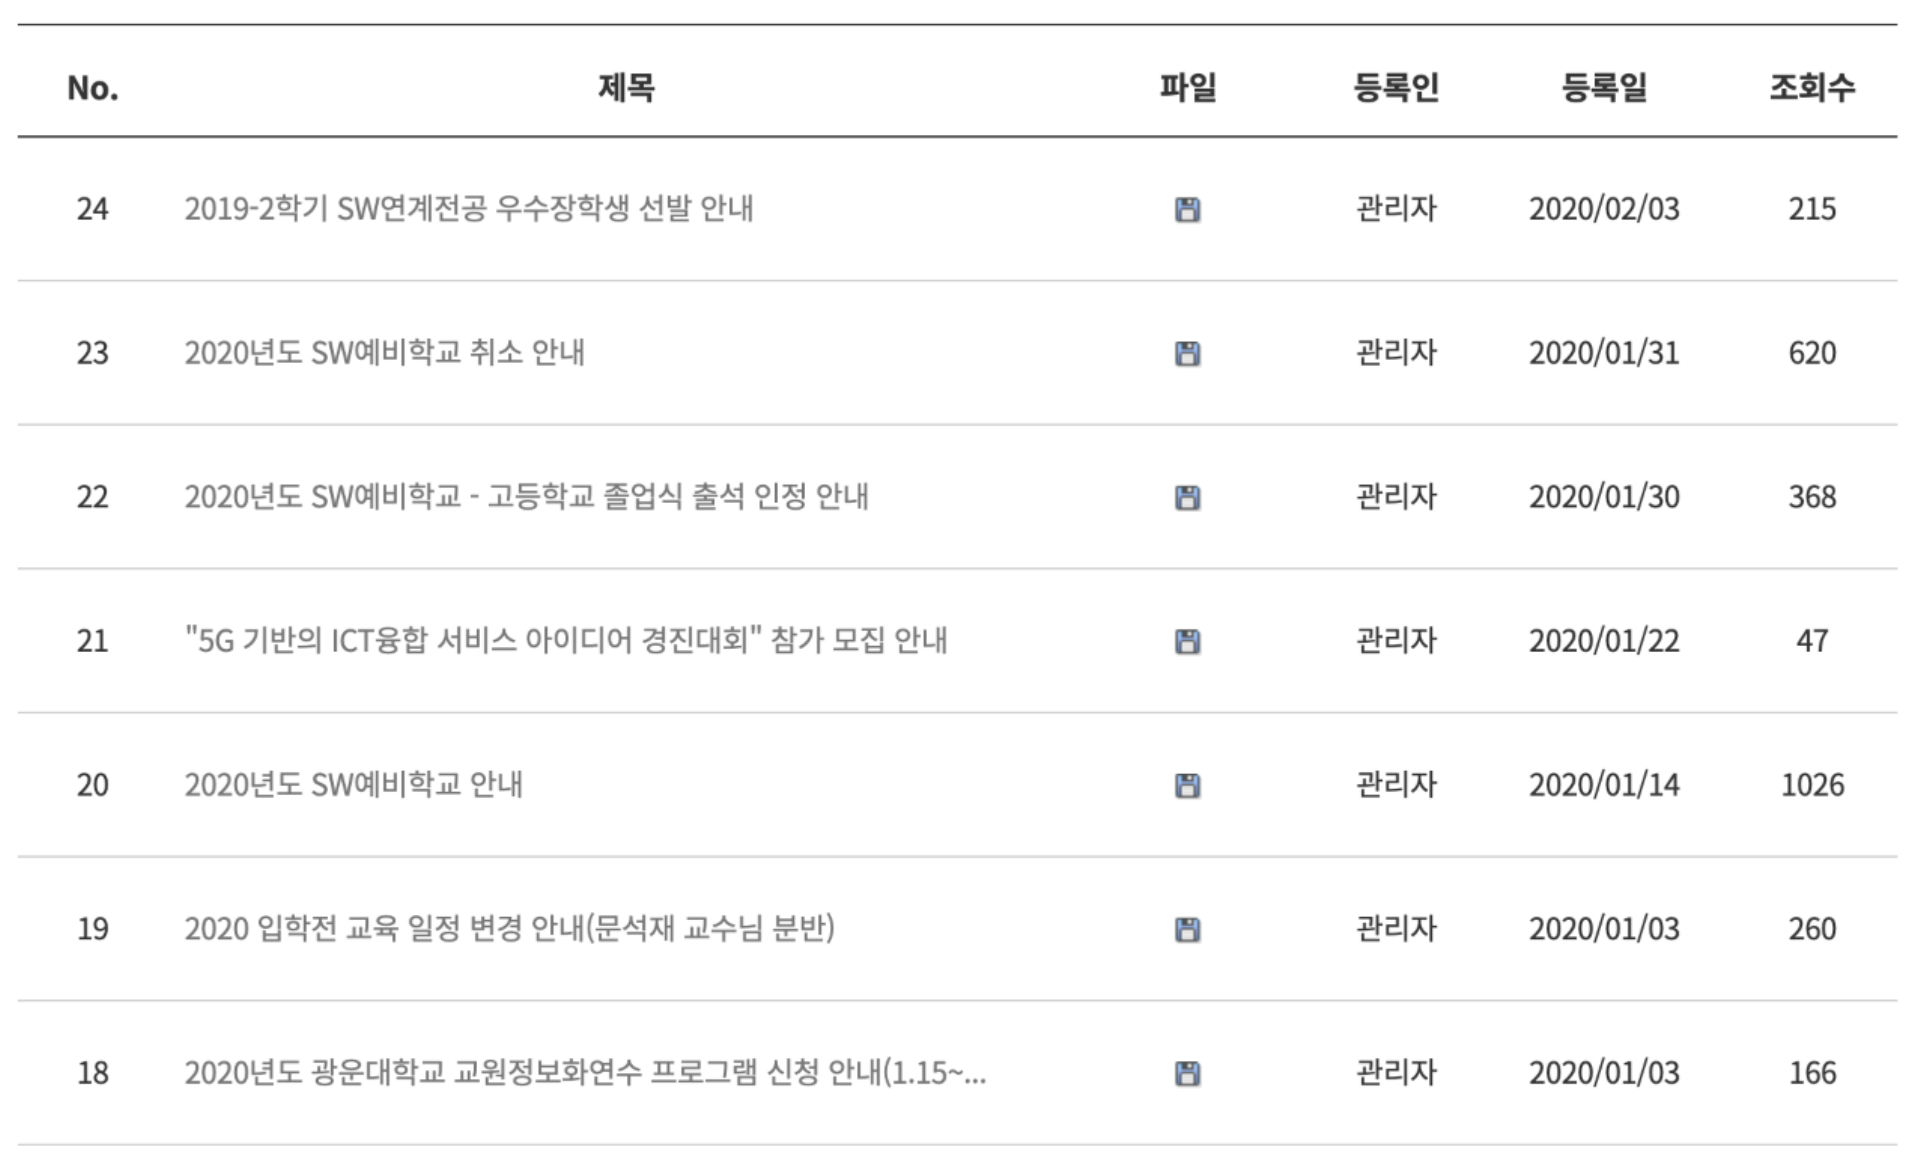 No. 제목 파일 등록인 등록일 조회수
24 2019-2학기 SW연계전공 우수장학생 선발 안내 관리자 2020/02/03 215
23 2020년도 SW예비학교 취소 안내 관리자 2020/01/31 620
22 2020년도 SW예비학교 - 고등학교 졸업식 출석 인정 안내 관리자 2020/01/30 368
21 "5G 기반의 ICT융합 서비스 아이디어 경진대회" 참가 모집 안내 관리자 2020/01/22 47
20 2020년도 SW예비학교 안내 관리자 2020/01/14 1026
19 2020 입학전 교육 일정 변경 안내(문석재 교수님 분반) 관리자 2020/01/03 260
18 2020년도 광운대학교 교원정보화연수 프로그램 신청 안내(1.15~... 관리자 2020/01/03 166